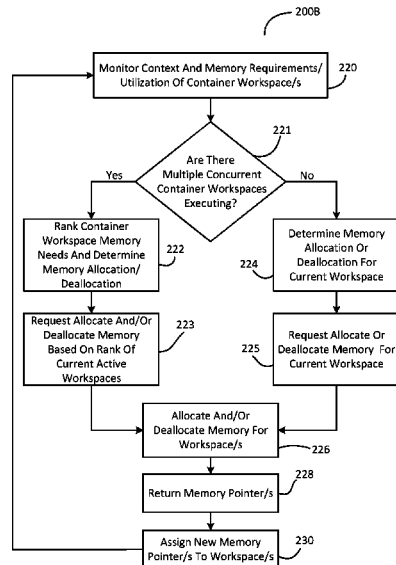 200B
Monitor Context And Memory Requirements/
Utilization Of Container Workspace/s
220
221
Are There
Multiple Concurrent
Container Workspaces
Executing?
Yes
No
Rank Container
Workspace Memory
Needs And Determine
Memory Allocation/
Deallocation
222
Determine Memory
Allocation Or
Deallocation For
Current Workspace
224
Request Allocate And/Or
Deallocate Memory
Based On Rank Of
Current Active
Workspaces
223
Request Allocate Or
Deallocate Memory For
Current Workspace
225
Allocate And/Or
Deallocate Memory For
Workspace/s
226
Return Memory Pointer/s
228
Assign New Memory
Pointer/s To Workspace/s
230